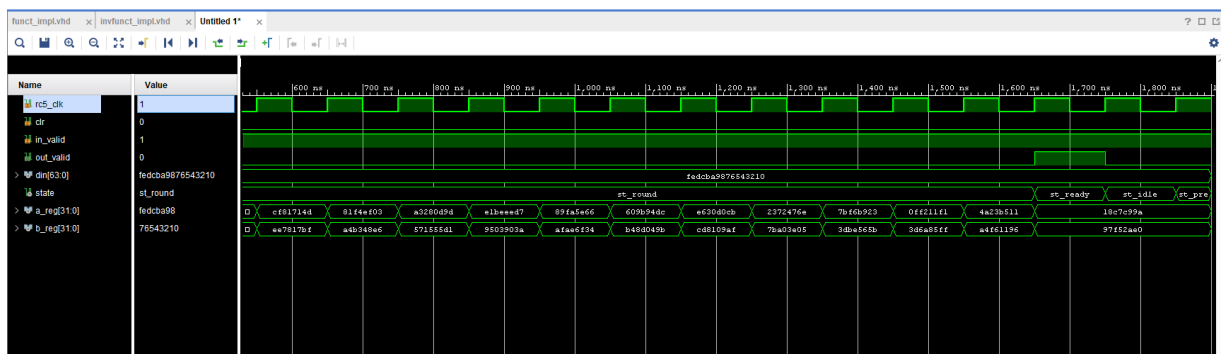 funct_impl.vhd × invfunct_impl.vhd × Untitled 1* ×
Name Value
600 ns 700 ns 800 ns 900 ns 1,000 ns 1,100 ns 1,200 ns 1,300 ns 1,400 ns 1,500 ns 1,600 ns 1,700 ns 1,800 ns
rc5_clk 1
clr 0
in_valid 1
out_valid 0
din[63:0] fedcba9876543210 fedcba9876543210
state st_round st_round st_ready st_idle st_pre
a_reg[31:0] fedcba98 cf81714d 81f4ef03 a3280d9d e1beeed7 89fa5e66 609b94dc e630d0cb 2372476e 7bf6b923 0ff211f1 4a23b511 18c7c99a
b_reg[31:0] 76543210 ee7817bf a4b348e6 571555d1 9503903a afae6f34 b48d049b cd8109af 7ba03e05 3dbe565b 3d6a85ff a4f61196 97f52ae0